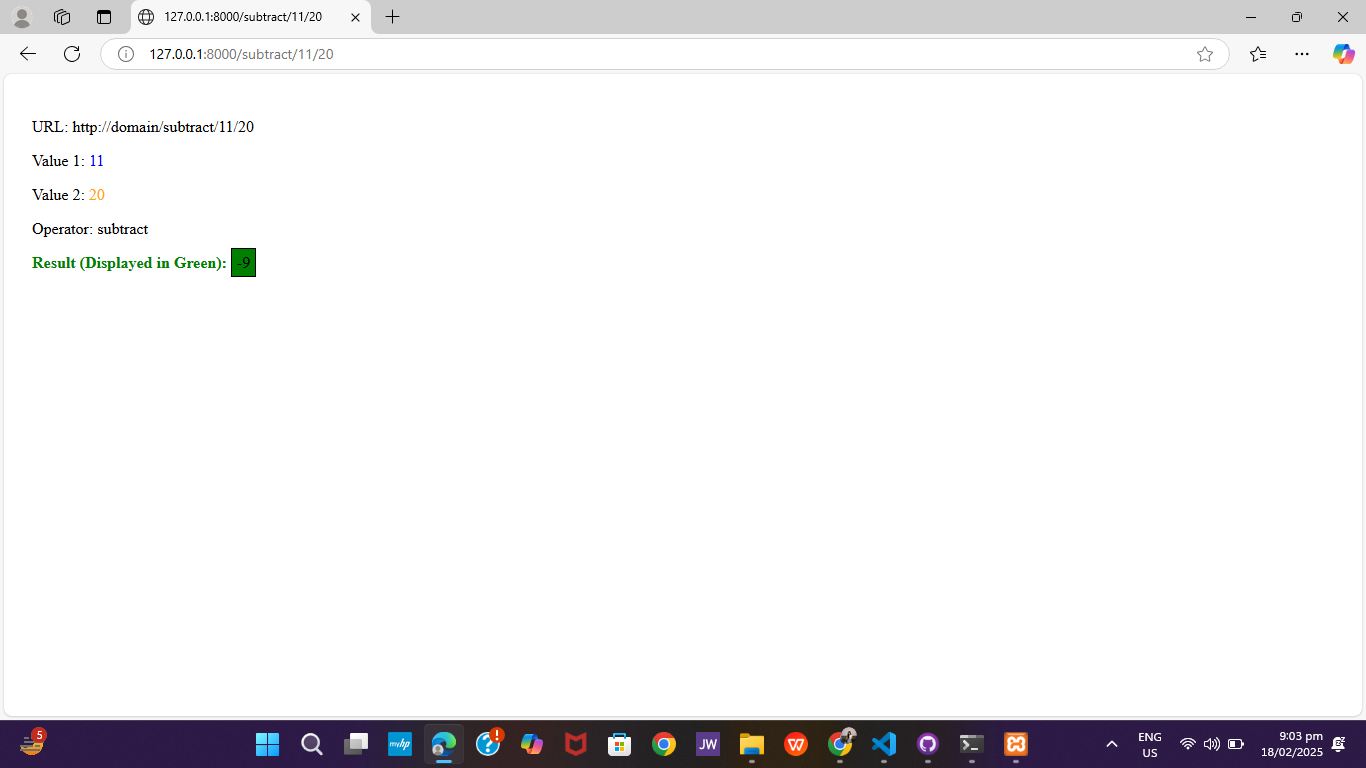 127.0.0.1:8000/subtract/11/20
127.0.0.1:8000/subtract/11/20
URL: http://domain/subtract/11/20
Value 1: 11
Value 2: 20
Operator: subtract
Result (Displayed in Green): -9
5
myhp
?
!
JW
W
ENG
US
9:03 pm
18/02/2025